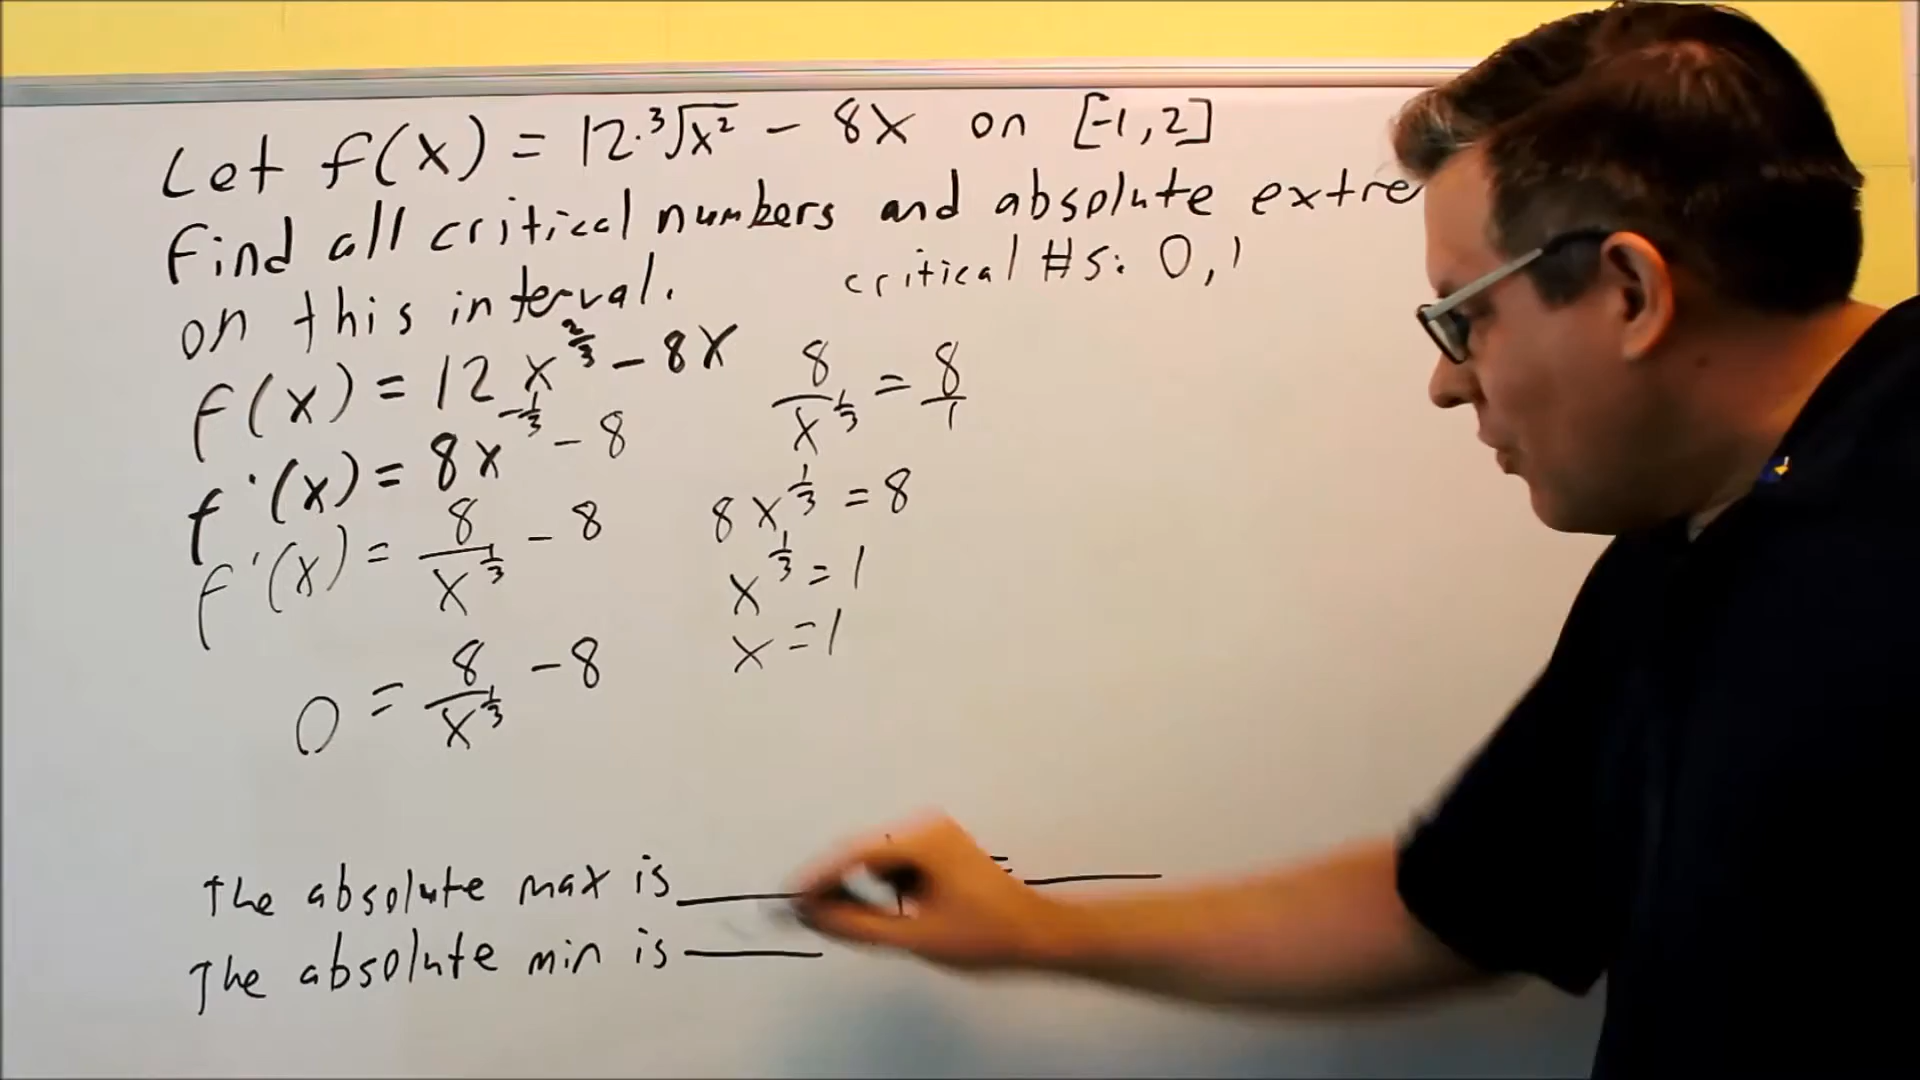 Let f(x) = 12·³√x² − 8x on [-1,2]
Find all critical numbers and absolute extre
on this interval.
critical #s: 0, 1
f(x) = 12x^(2/3) − 8x
f'(x) = 8x^(-1/3) − 8
f'(x) = 8/x^(1/3) − 8
0 = 8/x^(1/3) − 8
8/x^(1/3) = 8/1
8x^(1/3) = 8
x^(1/3) = 1
x = 1
The absolute max is ____ = ____
The absolute min is ____